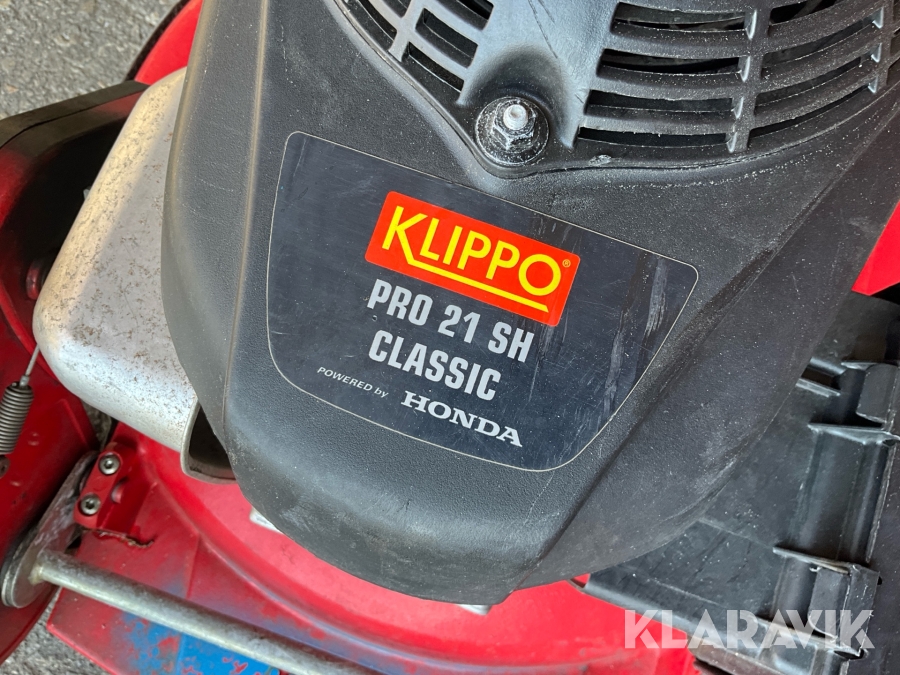 KLIPPO®
PRO 21 SH
CLASSIC
POWERED by HONDA
KLARAVIK